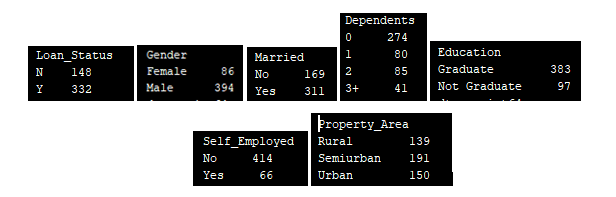 Loan_Status
N 148
Y 332
Gender
Female 86
Male 394
Married
No 169
Yes 311
Dependents
0 274
1 80
2 85
3+ 41
Education
Graduate 383
Not Graduate 97
Self_Employed
No 414
Yes 66
Property_Area
Rural 139
Semiurban 191
Urban 150